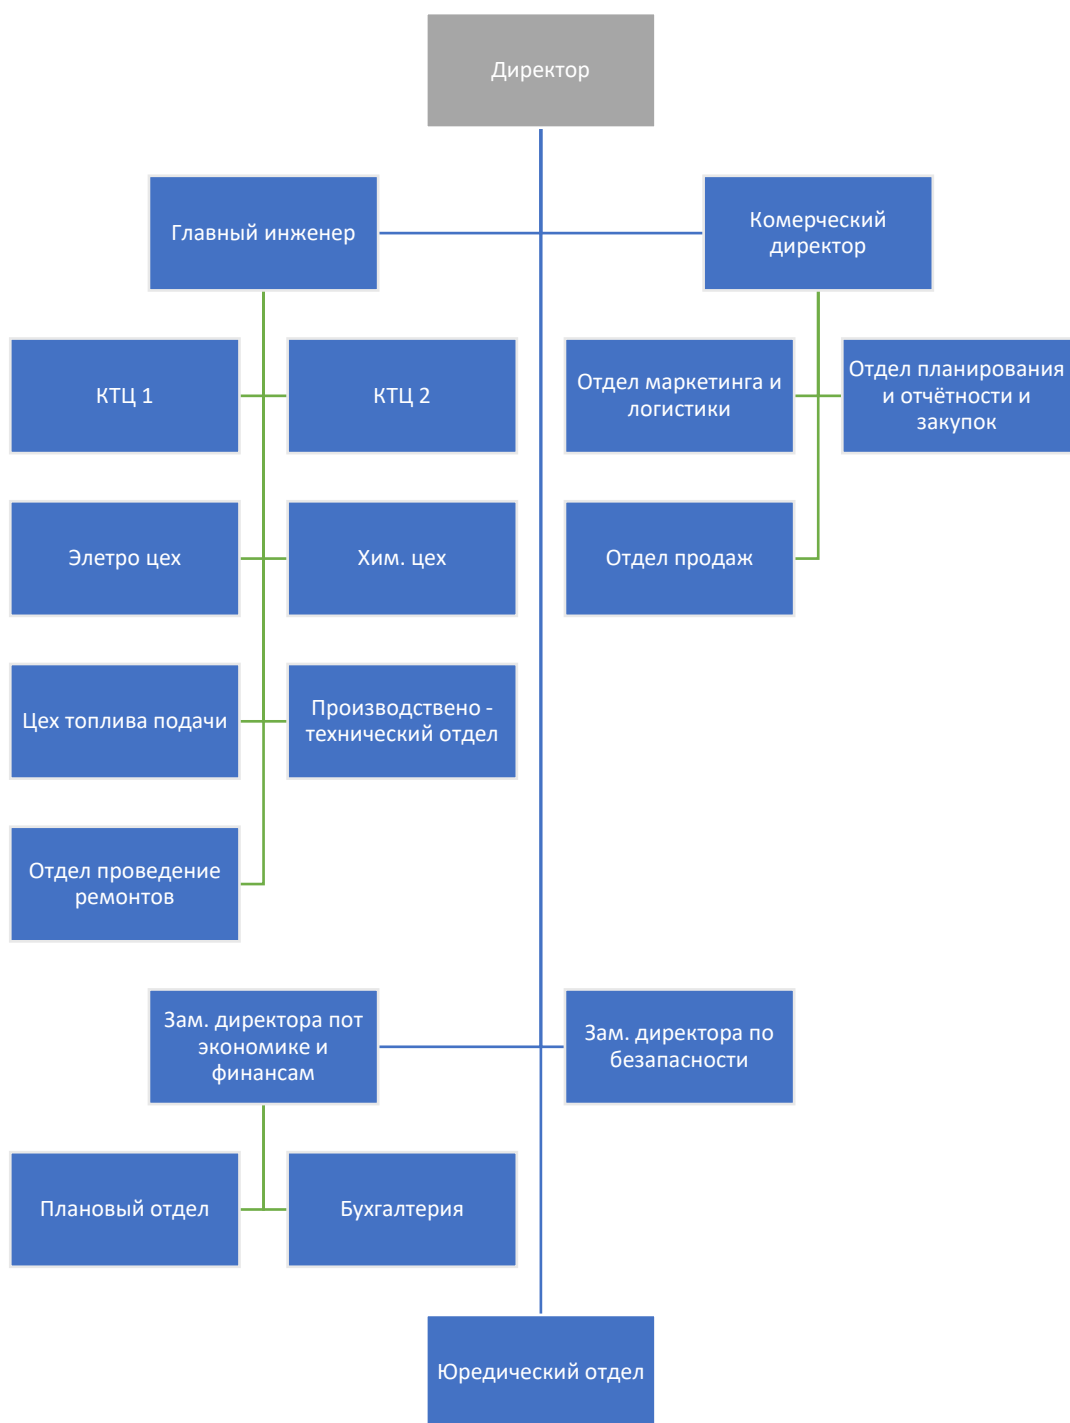 Директор
Главный инженер
Комерческий
директор
КТЦ 1
КТЦ 2
Отдел маркетинга и
логистики
Отдел планирования
и отчётности и
закупок
Элетро цех
Хим. цех
Отдел продаж
Цех топлива подачи
Производствено -
технический отдел
Отдел проведение
ремонтов
Зам. директора пот
экономике и
финансам
Зам. директора по
безапасности
Плановый отдел
Бухгалтерия
Юредический отдел